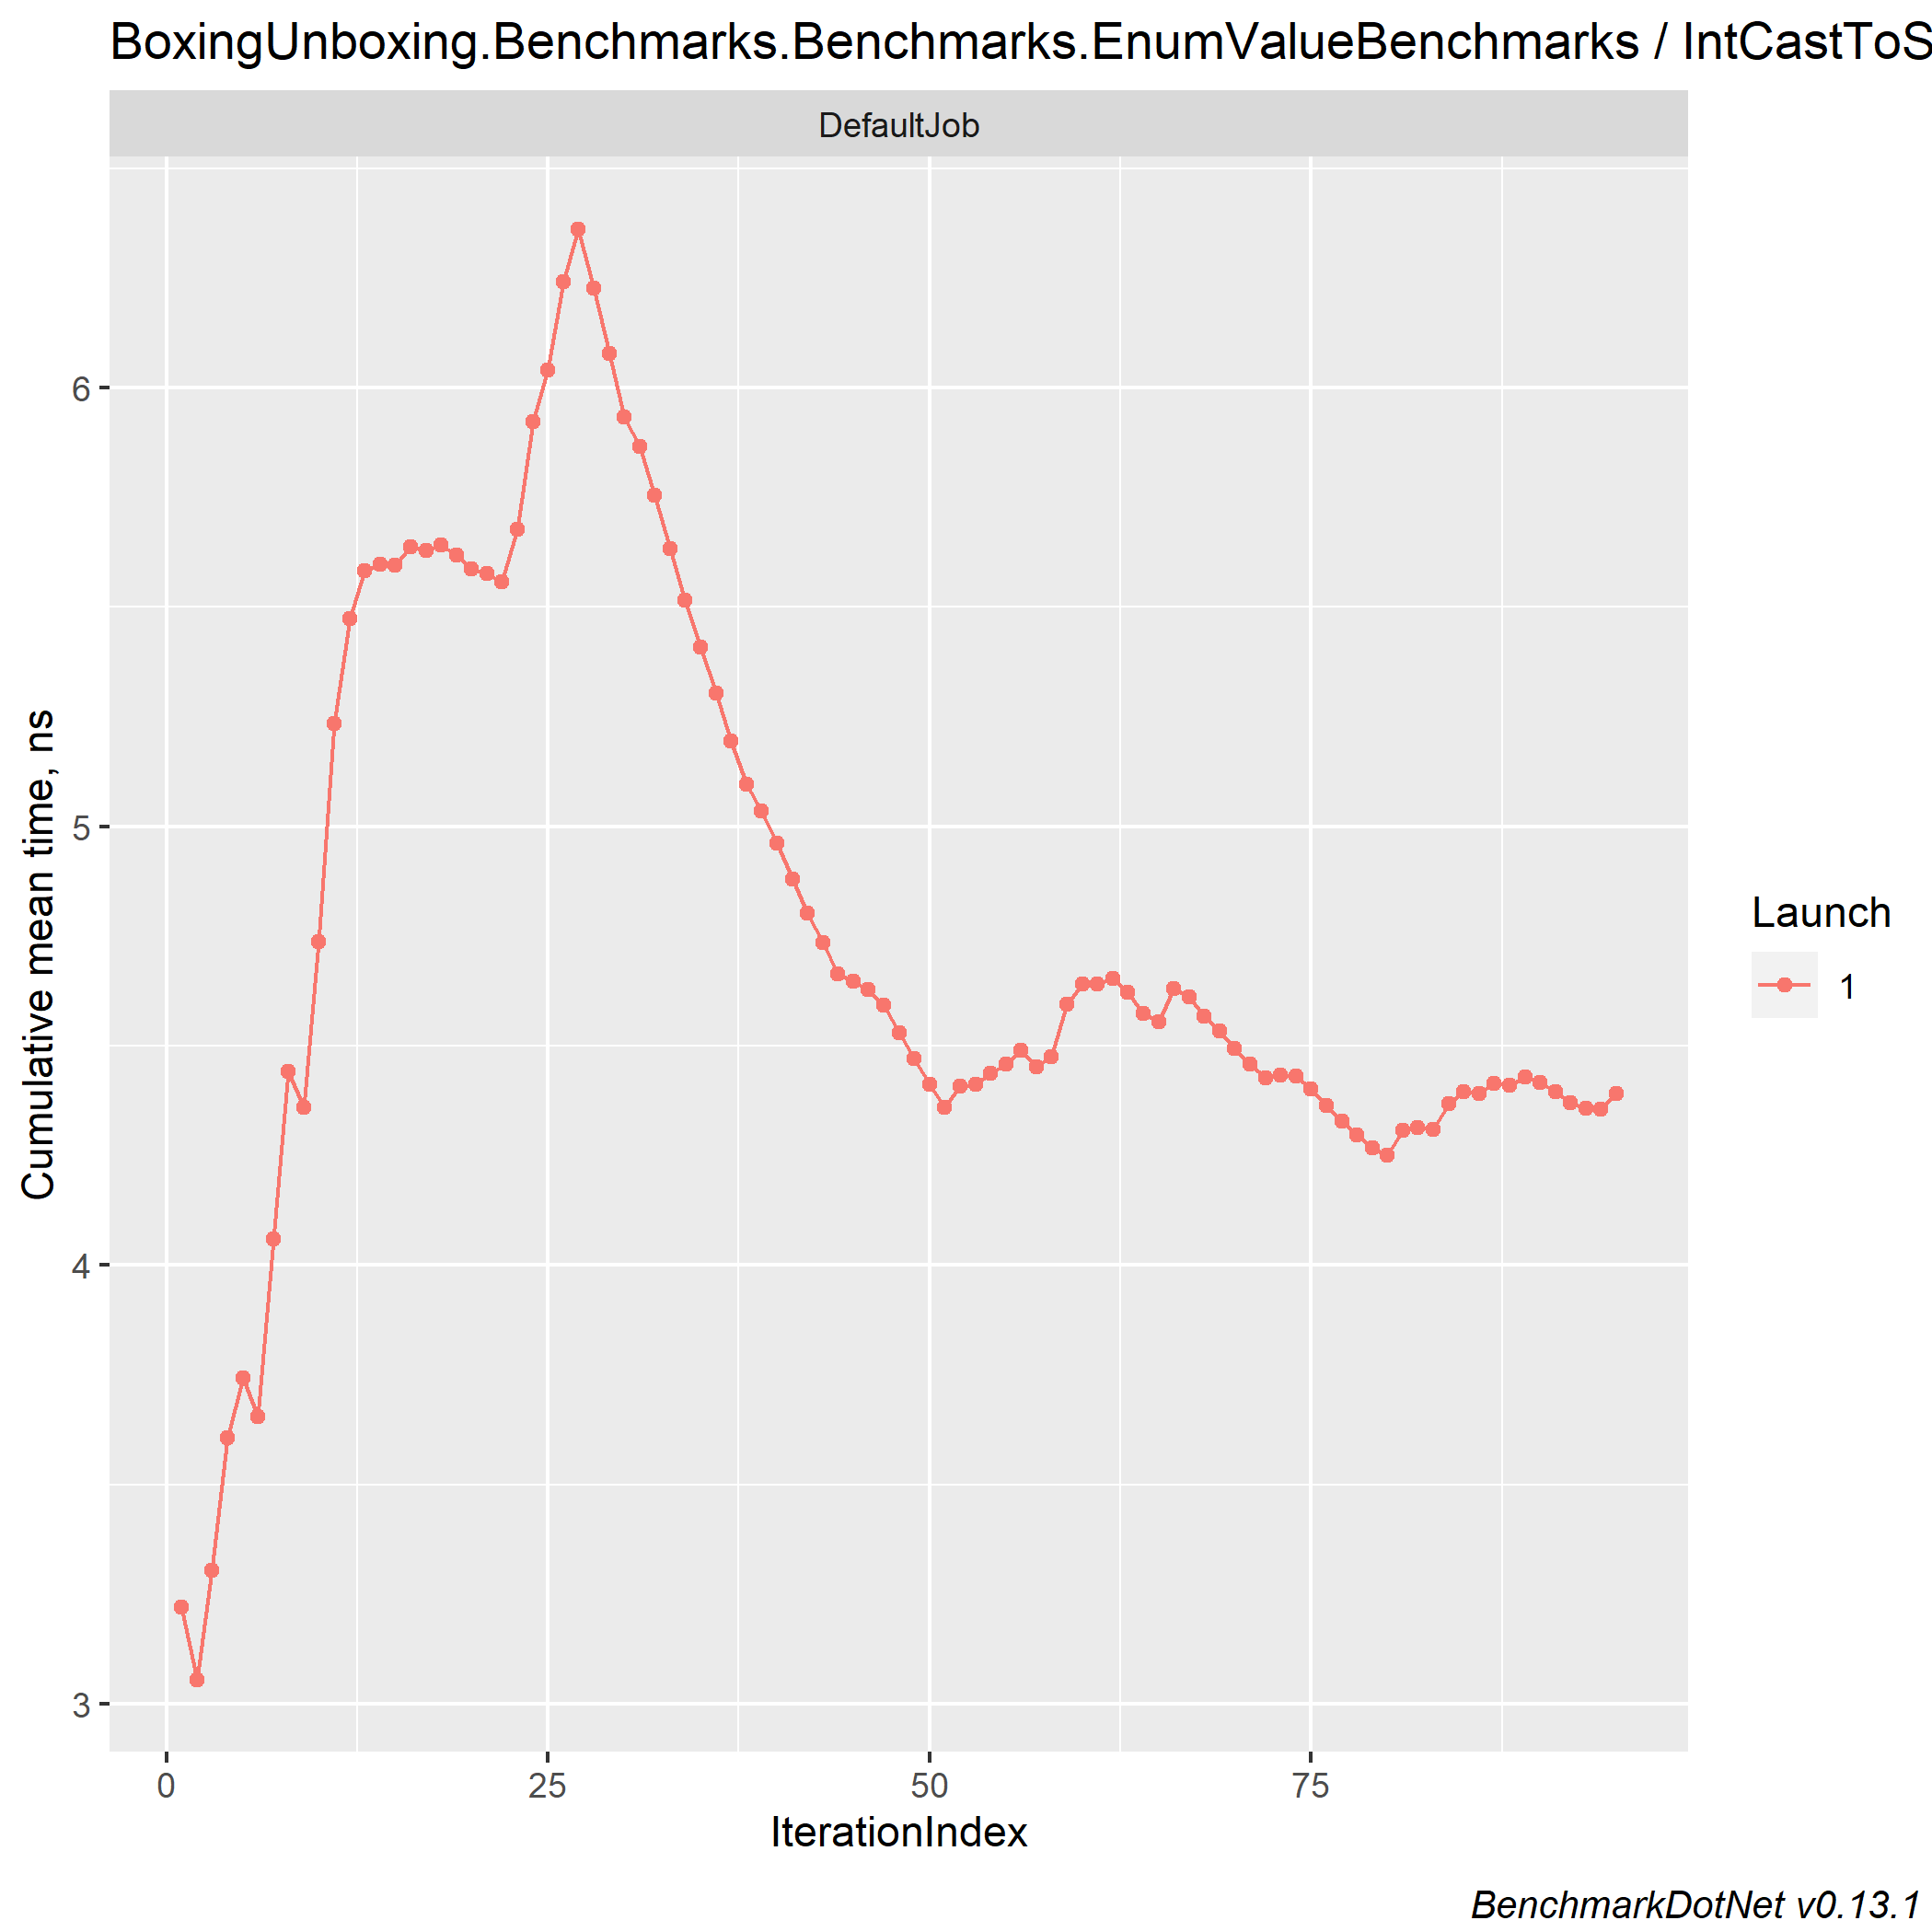 BoxingUnboxing.Benchmarks.Benchmarks.EnumValueBenchmarks / IntCastToS
DefaultJob
Cumulative mean time, ns
6
5
4
3
0 25 50 75
IterationIndex
Launch
1
BenchmarkDotNet v0.13.1